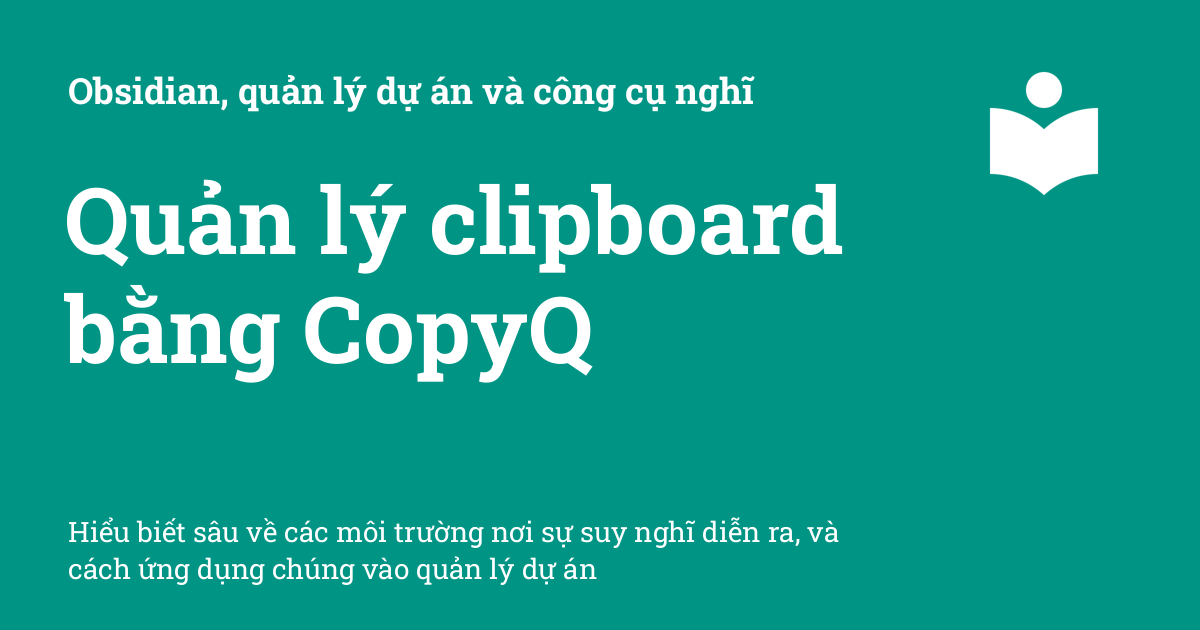 Obsidian, quản lý dự án và công cụ nghĩ
Quản lý clipboard
bằng CopyQ
Hiểu biết sâu về các môi trường nơi sự suy nghĩ diễn ra, và
cách ứng dụng chúng vào quản lý dự án